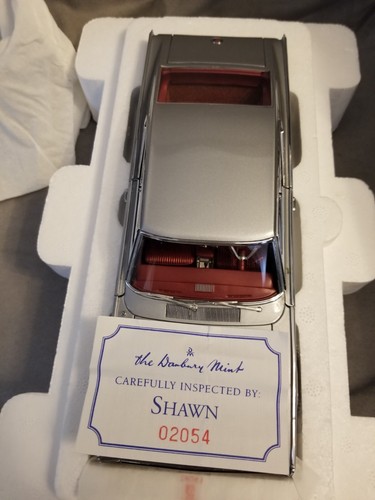 The Danbury Mint
CAREFULLY INSPECTED BY:
SHAWN
02054